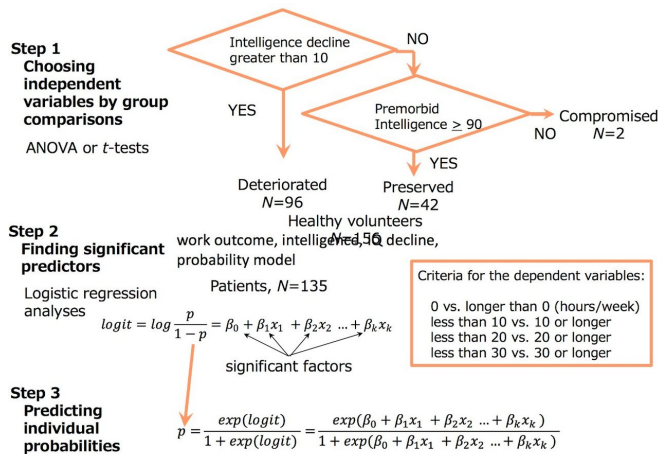 Step 1
Choosing
independent
variables by group
comparisons
ANOVA or t-tests
Intelligence decline
greater than 10
NO
YES
Premorbid
Intelligence ≥ 90
NO
Compromised
N=2
YES
Deteriorated
N=96
Preserved
N=42
Healthy volunteers
N=156
work outcome, intelligence, IQ decline,
probability model
Step 2
Finding significant
predictors
Logistic regression
analyses
Patients, N=135
logit = log p/(1 − p) = β₀ + β₁x₁ + β₂x₂ … + βₖxₖ
significant factors
Criteria for the dependent variables:
0 vs. longer than 0 (hours/week)
less than 10 vs. 10 or longer
less than 20 vs. 20 or longer
less than 30 vs. 30 or longer
Step 3
Predicting
individual
probabilities
p = exp(logit)/(1 + exp(logit)) = exp(β₀ + β₁x₁ + β₂x₂ … + βₖxₖ)/(1 + exp(β₀ + β₁x₁ + β₂x₂ … + βₖxₖ))